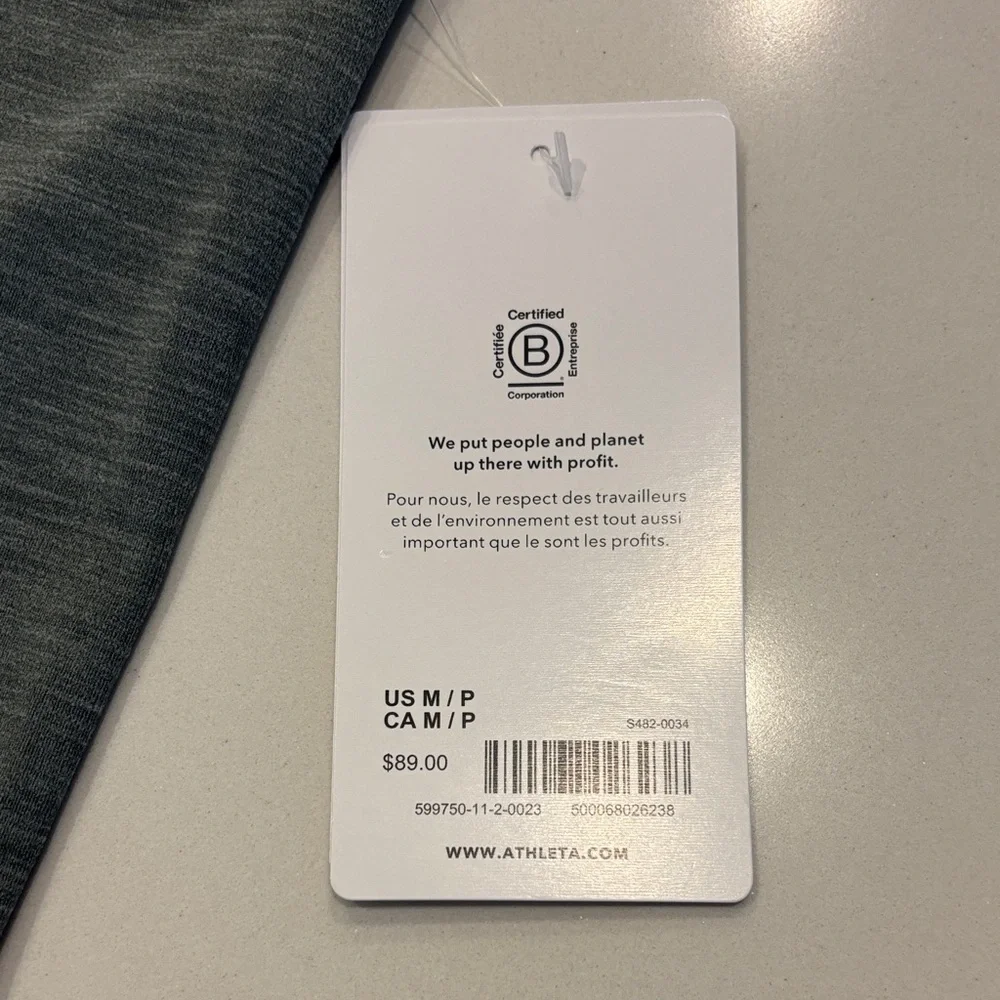 Certified
Certifiée
B
Entreprise
Corporation
We put people and planet
up there with profit.
Pour nous, le respect des travailleurs
et de l'environnement est tout aussi
important que le sont les profits.
US M / P
CA M / P
S482-0034
$89.00
599750-11-2-0023 500068026238
WWW.ATHLETA.COM